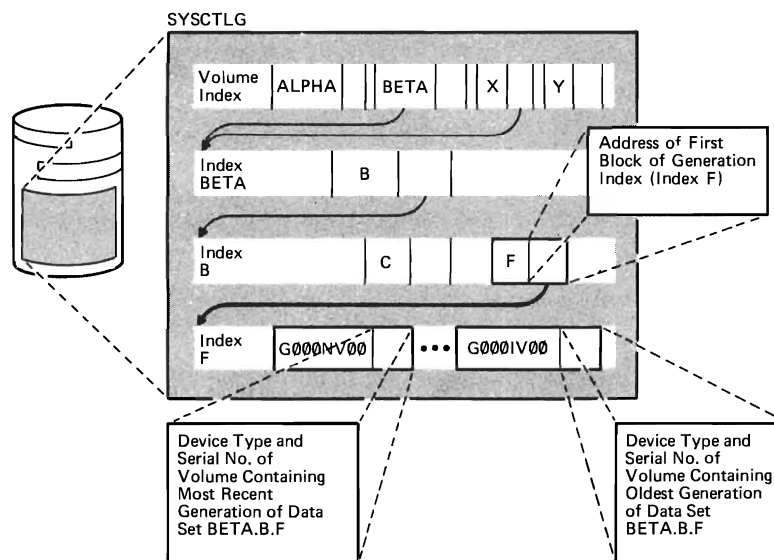 SYSCTLG
Volume Index ALPHA BETA X Y
Address of First
Block of Generation
Index (Index F)
Index BETA B
Index B C F
Index F G000NV00 ••• G000IV00
Device Type and
Serial No. of
Volume Containing
Most Recent
Generation of Data
Set BETA.B.F
Device Type and
Serial No. of
Volume Containing
Oldest Generation
of Data Set
BETA.B.F